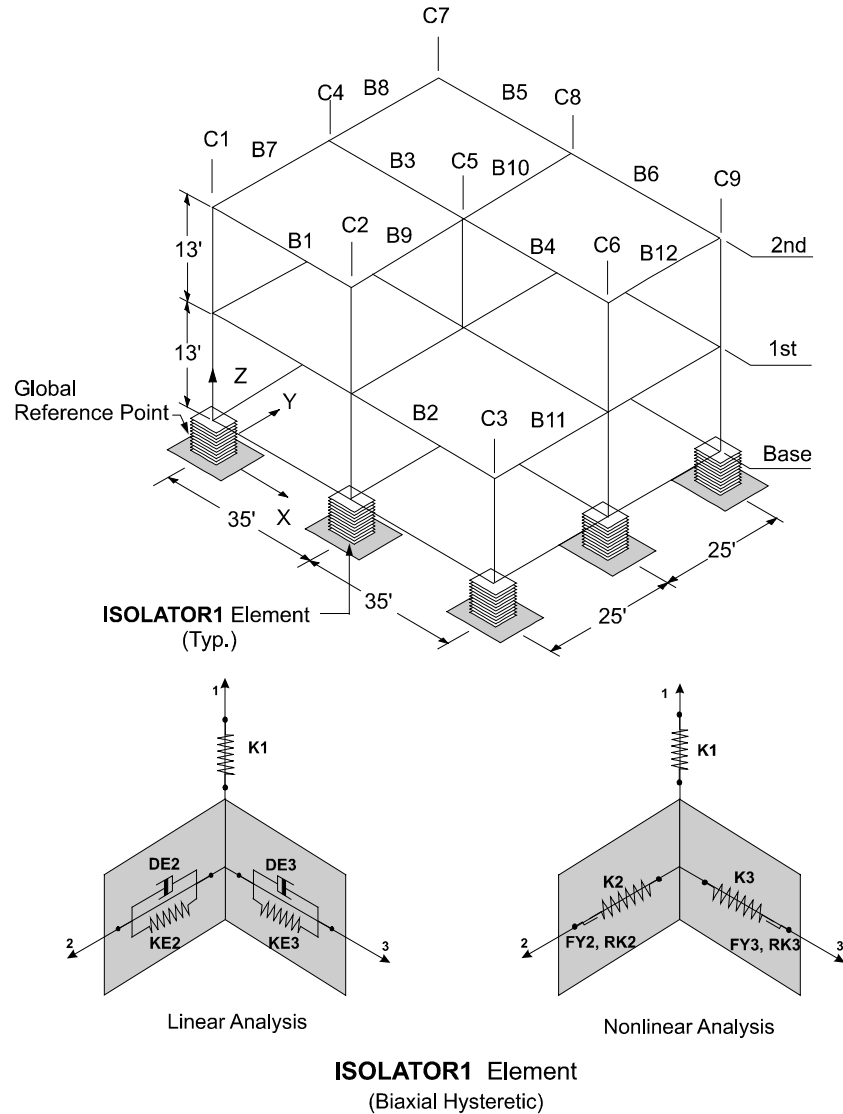 C7
B8
B5
C4
C8
C1
B7
B3
C5
B10
B6
C9
C2
13'
B1
B9
B4
C6
B12
2nd
13'
1st
Z
Global
Reference Point
Y
B2
C3
B11
Base
X
35'
25'
ISOLATOR1 Element
(Typ.)
35'
25'
1
K1
DE2
DE3
KE2
KE3
2
3
Linear Analysis
1
K1
K2
K3
FY2, RK2
FY3, RK3
2
3
Nonlinear Analysis
ISOLATOR1 Element
(Biaxial Hysteretic)